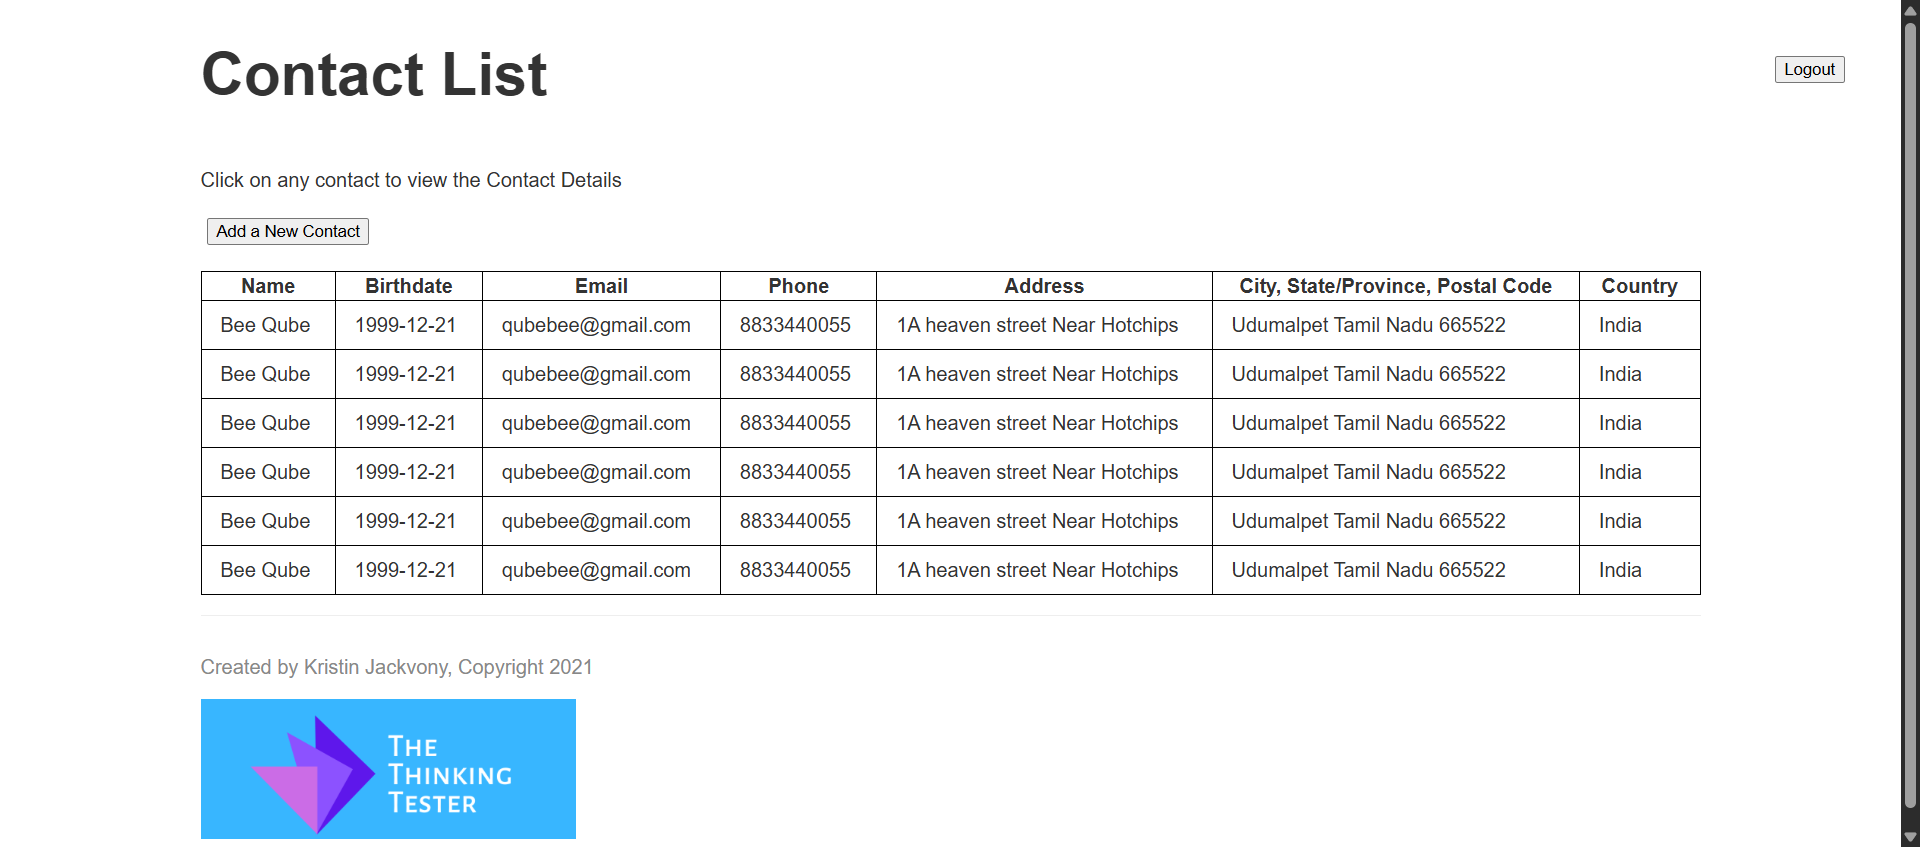 Contact List
Logout
Click on any contact to view the Contact Details
Add a New Contact
Name Birthdate Email Phone Address City, State/Province, Postal Code Country
Bee Qube 1999-12-21 qubebee@gmail.com 8833440055 1A heaven street Near Hotchips Udumalpet Tamil Nadu 665522 India
Bee Qube 1999-12-21 qubebee@gmail.com 8833440055 1A heaven street Near Hotchips Udumalpet Tamil Nadu 665522 India
Bee Qube 1999-12-21 qubebee@gmail.com 8833440055 1A heaven street Near Hotchips Udumalpet Tamil Nadu 665522 India
Bee Qube 1999-12-21 qubebee@gmail.com 8833440055 1A heaven street Near Hotchips Udumalpet Tamil Nadu 665522 India
Bee Qube 1999-12-21 qubebee@gmail.com 8833440055 1A heaven street Near Hotchips Udumalpet Tamil Nadu 665522 India
Bee Qube 1999-12-21 qubebee@gmail.com 8833440055 1A heaven street Near Hotchips Udumalpet Tamil Nadu 665522 India
Created by Kristin Jackvony, Copyright 2021
THE
THINKING
TESTER